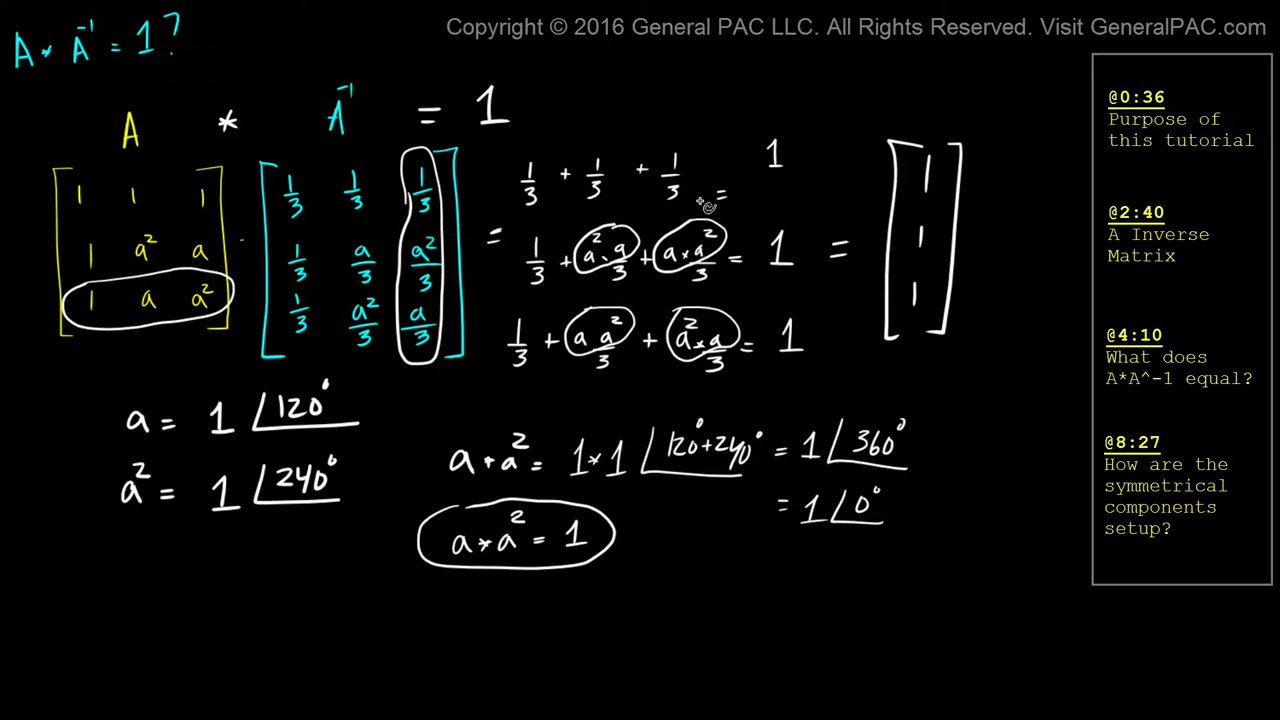 Copyright © 2016 General PAC LLC. All Rights Reserved. Visit GeneralPAC.com
A * A⁻¹ = 1?
A * A⁻¹ = 1
[1 1 1] · [1/3 1/3 1/3] = 1/3 + 1/3 + 1/3 = 1 = [1]
[1 a² a] [1/3 a/3 a²/3] 1/3 + a²·a/3 + a*a²/3 = 1 [1]
[1 a a²] [1/3 a²/3 a/3] 1/3 + a a²/3 + a²*a/3 = 1 [1]
a = 1 ∠120°
a² = 1 ∠240°
a*a² = 1*1 ∠120°+240° = 1 ∠360°
= 1 ∠0°
a*a² = 1
@0:36
Purpose of
this tutorial
@2:40
A Inverse
Matrix
@4:10
What does
A*A^-1 equal?
@8:27
How are the
symmetrical
components
setup?